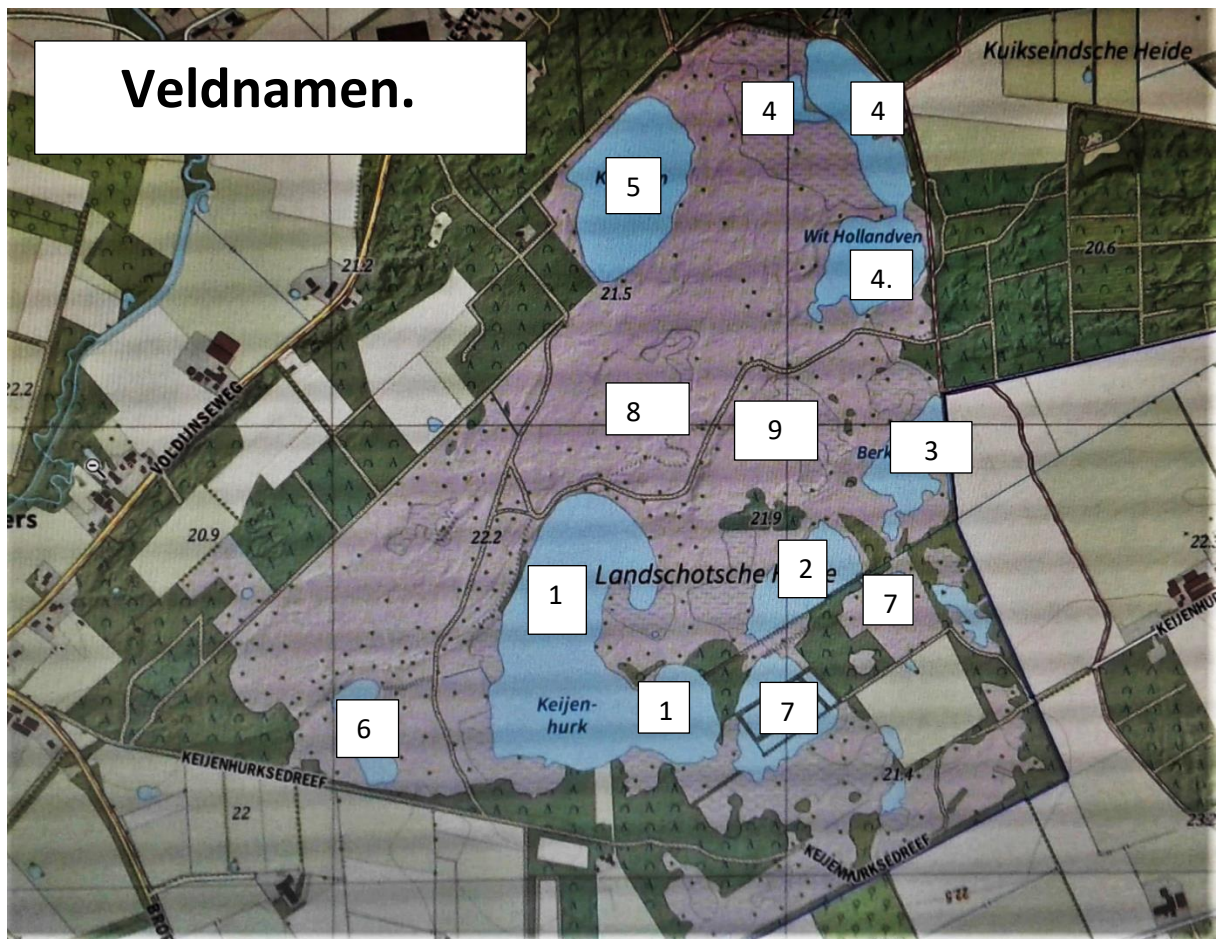 Veldnamen.
Kuikseindsche Heide
4
4
5
Wit Hollandven
20.6
4.
21.2
21.5
8
9
3
VOLDIJNSEWEG
21.9
20.9
22.2
Landschotsche
2
1
7
Keijen-
hurk
1
7
6
KEIJENHURKSEDREEF
21.4
22
KEIJENHURKSEDREEF
22.5